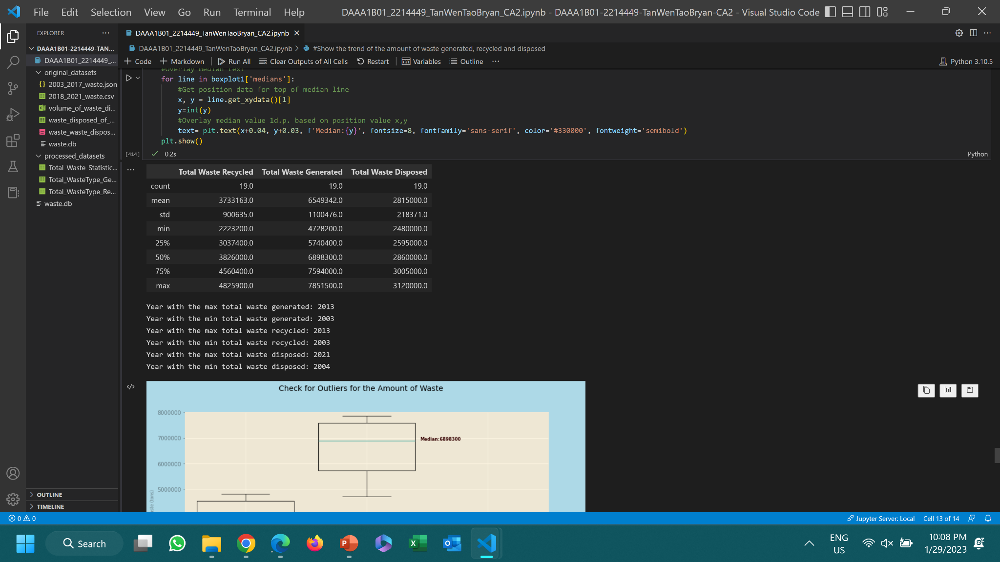 File Edit Selection View Go Run Terminal Help DAAA1B01_2214449_TanWenTaoBryan_CA2.ipynb - DAAA1B01-2214449-TanWenTaoBryan-CA2 - Visual Studio Code
EXPLORER
DAAA1B01_2214449_TanWenTaoBryan_CA2.ipynb
DAAA1B01-2214449-TAN...
DAAA1B01_2214449_...
original_datasets
2003_2017_waste.json
2018_2021_waste.csv
volume_of_waste_di...
waste_disposed_of_...
waste_waste_dispos...
waste.db
processed_datasets
Total_Waste_Statistic...
Total_WasteType_Ge...
Total_WasteType_Re...
waste.db
OUTLINE
TIMELINE
DAAA1B01_2214449_TanWenTaoBryan_CA2.ipynb > #Show the trend of the amount of waste generated, recycled and disposed
+ Code + Markdown Run All Clear Outputs of All Cells Restart Variables Outline ... Python 3.10.5
#Overlay median text
for line in boxplot1['medians']:
#Get position data for top of median line
x, y = line.get_xydata()[1]
y=int(y)
#Overlay median value 1d.p. based on position value x,y
text= plt.text(x+0.04, y+0.03, f'Median:{y}', fontsize=8, fontfamily='sans-serif', color='#330000', fontweight='semibold')
plt.show()
[414] 0.2s Python
Total Waste Recycled Total Waste Generated Total Waste Disposed
count 19.0 19.0 19.0
mean 3733163.0 6549342.0 2815000.0
std 900635.0 1100476.0 218371.0
min 2223200.0 4728200.0 2480000.0
25% 3037400.0 5740400.0 2595000.0
50% 3826000.0 6898300.0 2860000.0
75% 4560400.0 7594000.0 3005000.0
max 4825900.0 7851500.0 3120000.0
Year with the max total waste generated: 2013
Year with the min total waste generated: 2003
Year with the max total waste recycled: 2013
Year with the min total waste recycled: 2003
Year with the max total waste disposed: 2021
Year with the min total waste disposed: 2004
Check for Outliers for the Amount of Waste
8000000
7000000
Median:6898300
6000000
5000000
(tons)
0 0 Jupyter Server: Local Cell 13 of 14
Search ENG
US 10:08 PM
1/29/2023